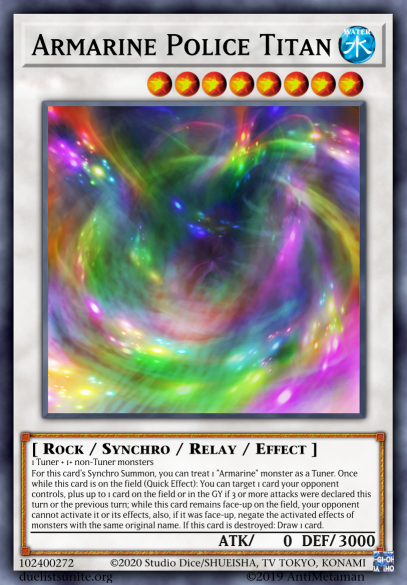 ARMARINE POLICE TITAN
WATER
水
[ ROCK / SYNCHRO / RELAY / EFFECT ]
1 Tuner + 1+ non-Tuner monsters
For this card's Synchro Summon, you can treat 1 "Armarine" monster as a Tuner. Once
while this card is on the field (Quick Effect): You can target 1 card your opponent
controls, plus up to 1 card on the field or in the GY if 3 or more attacks were declared this
turn or the previous turn; while this card remains face-up on field, your opponent
cannot activate it or its effects, also, if it was face-up, negate the activated effects of
monsters with the same original name. If this card is destroyed: Draw 1 card.
ATK/ 0 DEF/3000
102400272 ©2020 Studio Dice/SHUEISHA, TV TOKYO, KONAMI
duelistsunite.org ©2019 AntiMetaman